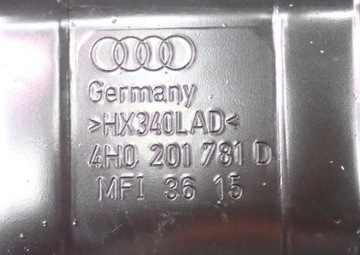 Germany
>HX340LAD<
4H0 201 781 D
MFI 36 15